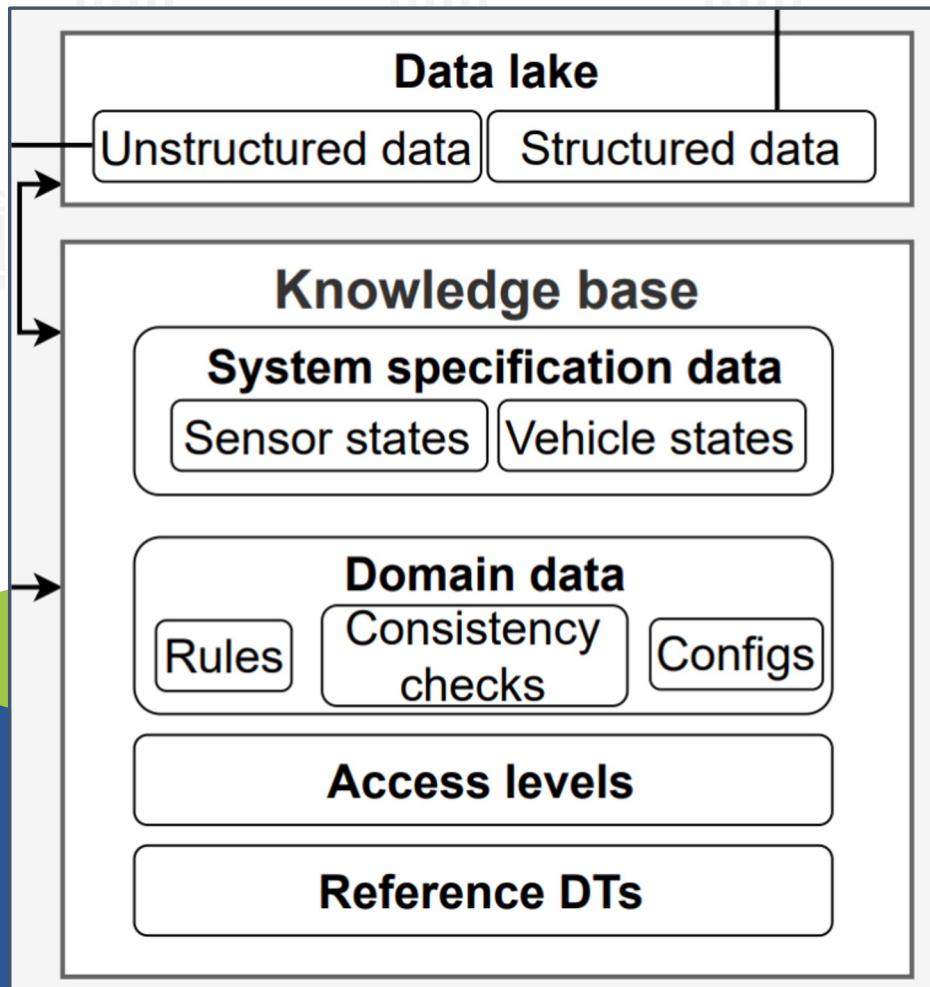 Data lake
Unstructured data
Structured data
Knowledge base
System specification data
Sensor states
Vehicle states
Domain data
Rules
Consistency
checks
Configs
Access levels
Reference DTs